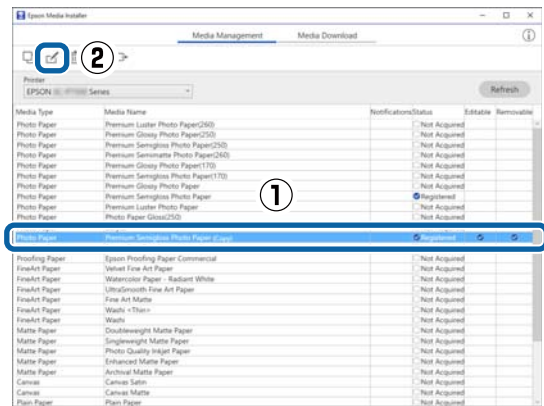 Epson Media Installer
Media Management Media Download
②
Printer
EPSON Series
Refresh
Media Type Media Name Notifications Status Editable Removable
Photo Paper Premium Luster Photo Paper(260) Not Acquired
Photo Paper Premium Glossy Photo Paper(250) Not Acquired
Photo Paper Premium Semigloss Photo Paper(250) Not Acquired
Photo Paper Premium Semimatte Photo Paper(260) Not Acquired
Photo Paper Premium Glossy Photo Paper(170) Not Acquired
Photo Paper Premium Semigloss Photo Paper(170) Not Acquired
Photo Paper Premium Glossy Photo Paper Not Acquired
Photo Paper Premium Semigloss Photo Paper Registered
Photo Paper Premium Luster Photo Paper Not Acquired
Photo Paper Photo Paper Gloss(250) Not Acquired
①
Photo Paper Premium Semigloss Photo Paper (Copy) Registered
Proofing Paper Epson Proofing Paper Commercial Not Acquired
FineArt Paper Velvet Fine Art Paper Not Acquired
FineArt Paper Watercolor Paper - Radiant White Not Acquired
FineArt Paper UltraSmooth Fine Art Paper Not Acquired
FineArt Paper Fine Art Matte Not Acquired
FineArt Paper Washi <Thin> Not Acquired
FineArt Paper Washi Not Acquired
Matte Paper Doubleweight Matte Paper Not Acquired
Matte Paper Singleweight Matte Paper Not Acquired
Matte Paper Photo Quality Inkjet Paper Not Acquired
Matte Paper Enhanced Matte Paper Not Acquired
Matte Paper Archival Matte Paper Not Acquired
Canvas Canvas Satin Not Acquired
Canvas Canvas Matte Not Acquired
Plain Paper Plain Paper Not Acquired